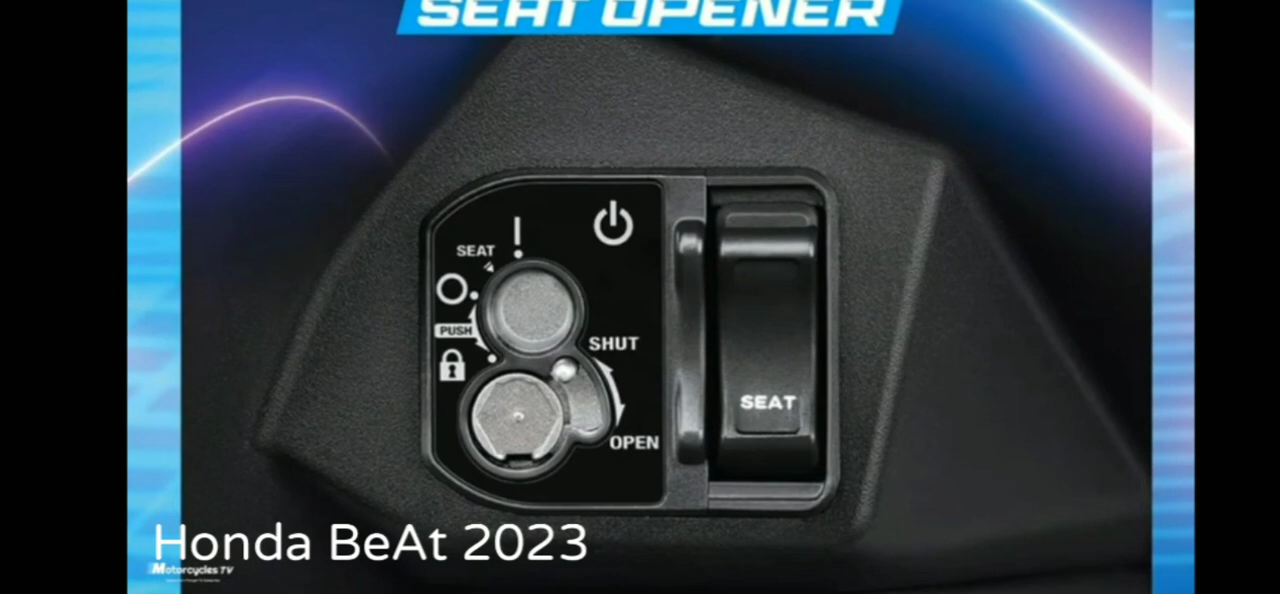 SEAT OPENER
SEAT
PUSH
SHUT
SEAT
OPEN
Honda BeAt 2023
Motorcycles TV